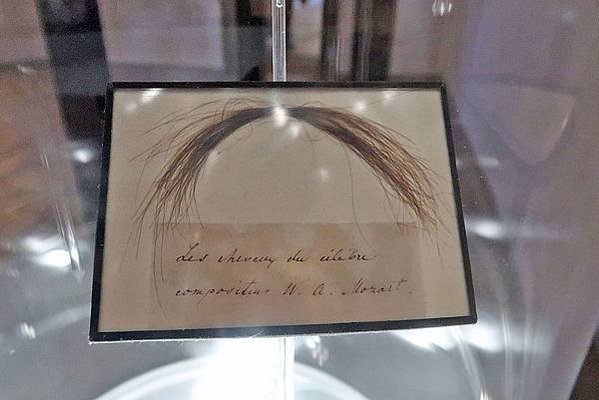 Les cheveux du célèbre
compositeur W. A. Mozart.